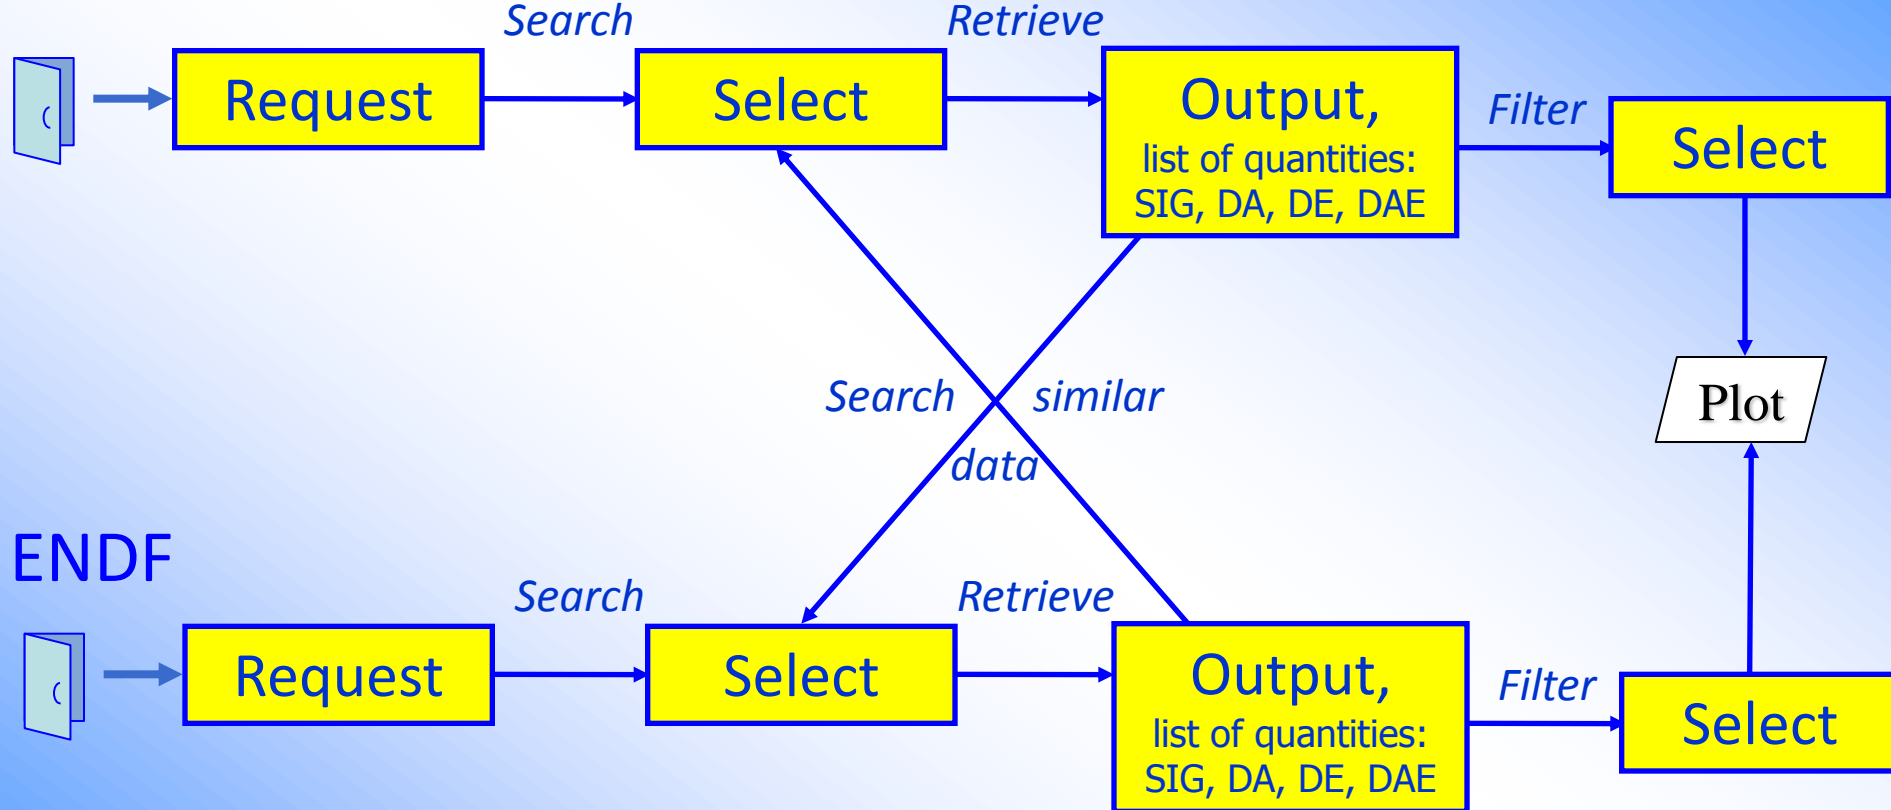 Search
Retrieve
Request
Select
Output,
list of quantities:
SIG, DA, DE, DAE
Filter
Select
Search similar
data
Plot
ENDF
Search
Retrieve
Request
Select
Output,
list of quantities:
SIG, DA, DE, DAE
Filter
Select